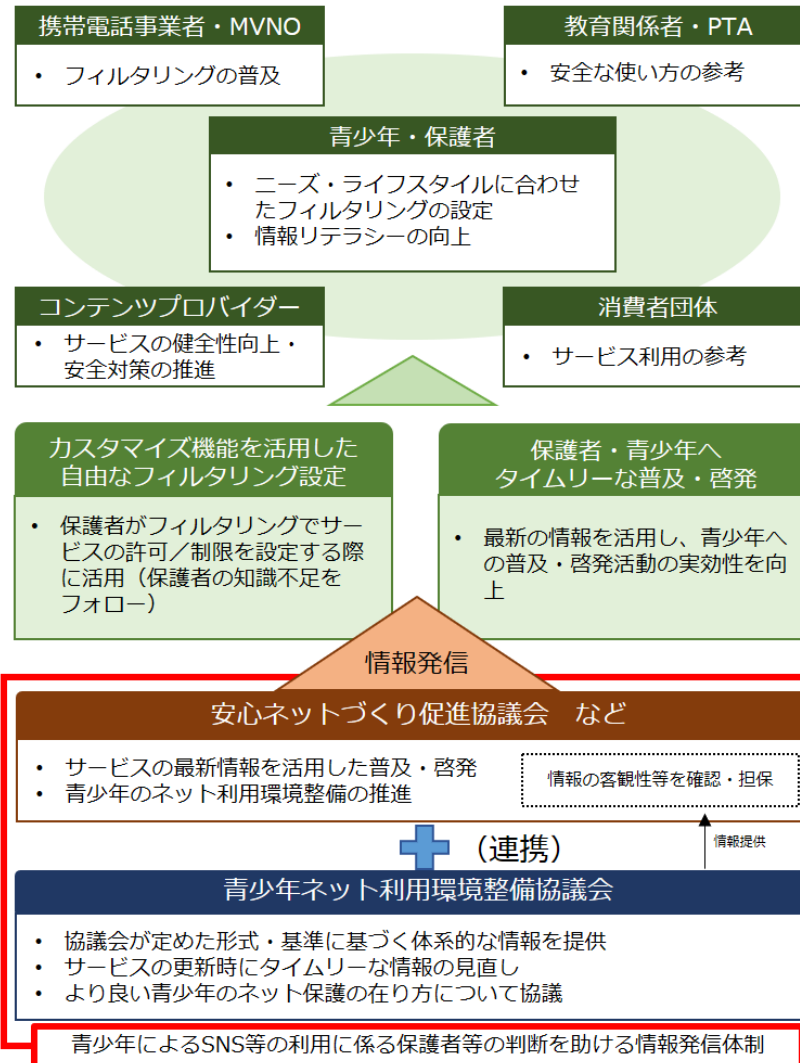 携帯電話事業者・MVNO
• フィルタリングの普及
教育関係者・PTA
• 安全な使い方の参考
青少年・保護者
• ニーズ・ライフスタイルに合わせ
たフィルタリングの設定
• 情報リテラシーの向上
コンテンツプロバイダー
• サービスの健全性向上・
安全対策の推進
消費者団体
• サービス利用の参考
カスタマイズ機能を活用した
自由なフィルタリング設定
• 保護者がフィルタリングでサー
ビスの許可／制限を設定する際
に活用（保護者の知識不足を
フォロー）
保護者・青少年へ
タイムリーな普及・啓発
• 最新の情報を活用し、青少年へ
の普及・啓発活動の実効性を向
上
情報発信
安心ネットづくり促進協議会　など
• サービスの最新情報を活用した普及・啓発
• 青少年のネット利用環境整備の推進
情報の客観性等を確認・担保
（連携）
情報提供
青少年ネット利用環境整備協議会
• 協議会が定めた形式・基準に基づく体系的な情報を提供
• サービスの更新時にタイムリーな情報の見直し
• より良い青少年のネット保護の在り方について協議
青少年によるSNS等の利用に係る保護者等の判断を助ける情報発信体制